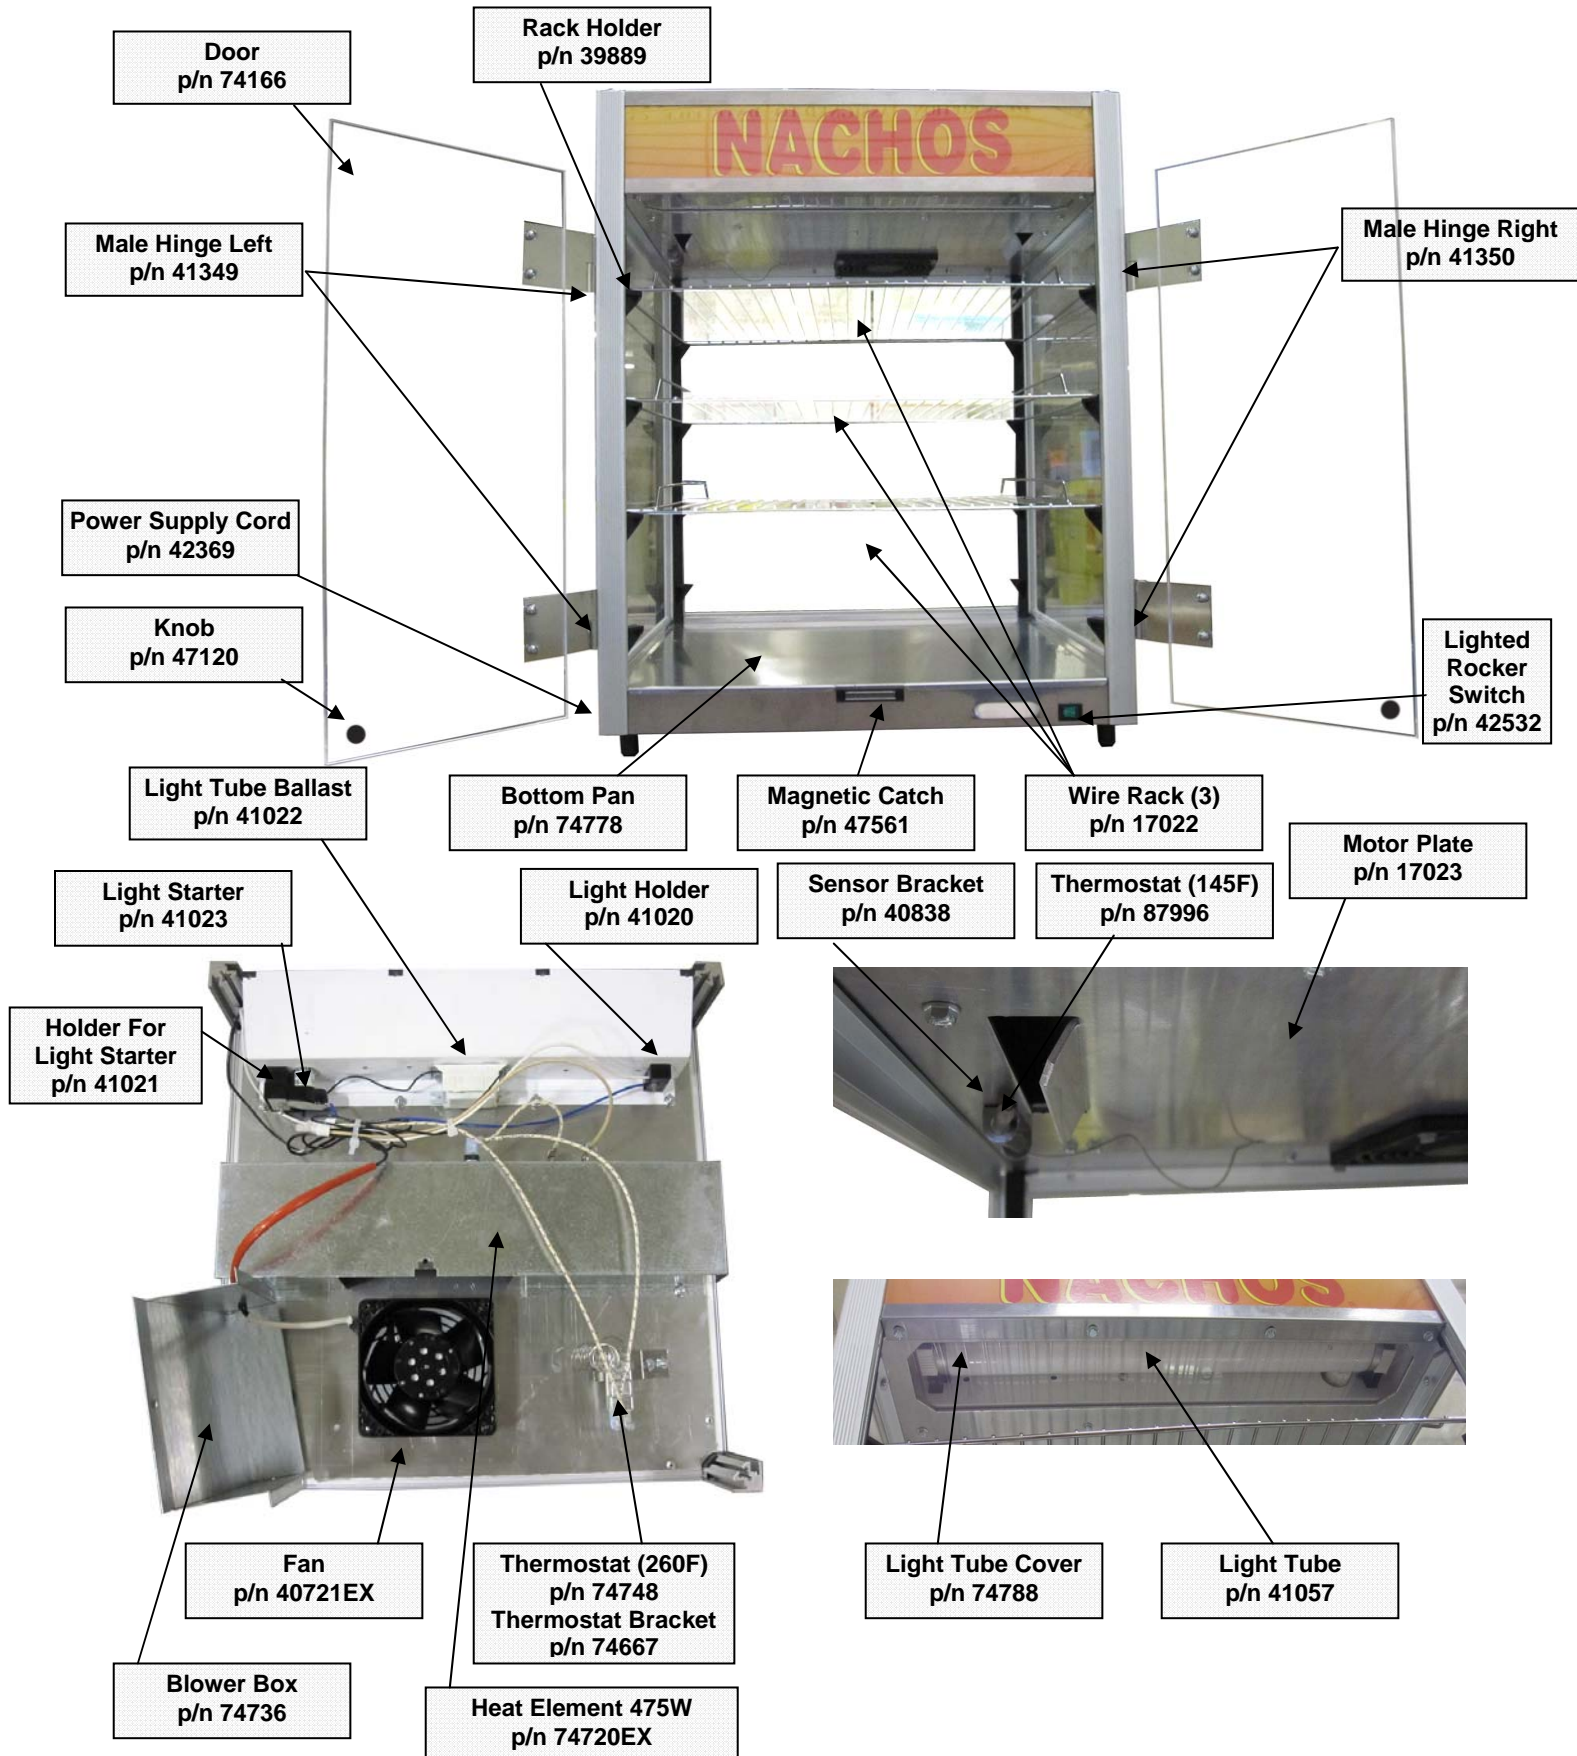 Rack Holder
p/n 39889
Door
p/n 74166
NACHOS
Male Hinge Left
p/n 41349
Male Hinge Right
p/n 41350
Power Supply Cord
p/n 42369
Knob
p/n 47120
Lighted
Rocker
Switch
p/n 42532
Light Tube Ballast
p/n 41022
Bottom Pan
p/n 74778
Magnetic Catch
p/n 47561
Wire Rack (3)
p/n 17022
Motor Plate
p/n 17023
Light Starter
p/n 41023
Light Holder
p/n 41020
Sensor Bracket
p/n 40838
Thermostat (145F)
p/n 87996
Holder For
Light Starter
p/n 41021
NACHOS
Fan
p/n 40721EX
Thermostat (260F)
p/n 74748
Thermostat Bracket
p/n 74667
Light Tube Cover
p/n 74788
Light Tube
p/n 41057
Blower Box
p/n 74736
Heat Element 475W
p/n 74720EX